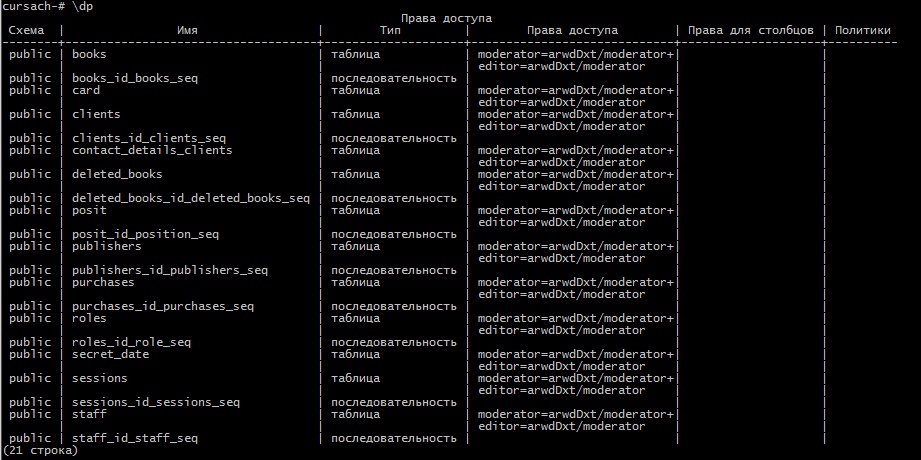 cursach-# \dp
Права доступа
Схема | Имя | Тип | Права доступа | Права для столбцов | Политики
--------+----------------------------------+--------------------+-----------------------------+--------------------+----------
public | books | таблица | moderator=arwdDxt/moderator+| |
| | | editor=arwdDxt/moderator | |
public | books_id_books_seq | последовательность | | |
public | card | таблица | moderator=arwdDxt/moderator+| |
| | | editor=arwdDxt/moderator | |
public | clients | таблица | moderator=arwdDxt/moderator+| |
| | | editor=arwdDxt/moderator | |
public | clients_id_clients_seq | последовательность | | |
public | contact_details_clients | таблица | moderator=arwdDxt/moderator+| |
| | | editor=arwdDxt/moderator | |
public | deleted_books | таблица | moderator=arwdDxt/moderator+| |
| | | editor=arwdDxt/moderator | |
public | deleted_books_id_deleted_books_seq | последовательность | | |
public | posit | таблица | moderator=arwdDxt/moderator+| |
| | | editor=arwdDxt/moderator | |
public | posit_id_position_seq | последовательность | | |
public | publishers | таблица | moderator=arwdDxt/moderator+| |
| | | editor=arwdDxt/moderator | |
public | publishers_id_publishers_seq | последовательность | | |
public | purchases | таблица | moderator=arwdDxt/moderator+| |
| | | editor=arwdDxt/moderator | |
public | purchases_id_purchases_seq | последовательность | | |
public | roles | таблица | moderator=arwdDxt/moderator+| |
| | | editor=arwdDxt/moderator | |
public | roles_id_role_seq | последовательность | | |
public | secret_date | таблица | moderator=arwdDxt/moderator+| |
| | | editor=arwdDxt/moderator | |
public | sessions | таблица | moderator=arwdDxt/moderator+| |
| | | editor=arwdDxt/moderator | |
public | sessions_id_sessions_seq | последовательность | | |
public | staff | таблица | moderator=arwdDxt/moderator+| |
| | | editor=arwdDxt/moderator | |
public | staff_id_staff_seq | последовательность | | |
(21 строка)